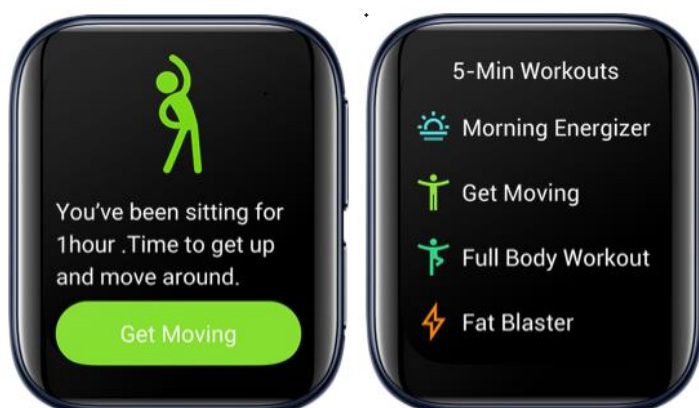 You've been sitting for
1hour .Time to get up
and move around.
Get Moving
5-Min Workouts
Morning Energizer
Get Moving
Full Body Workout
Fat Blaster